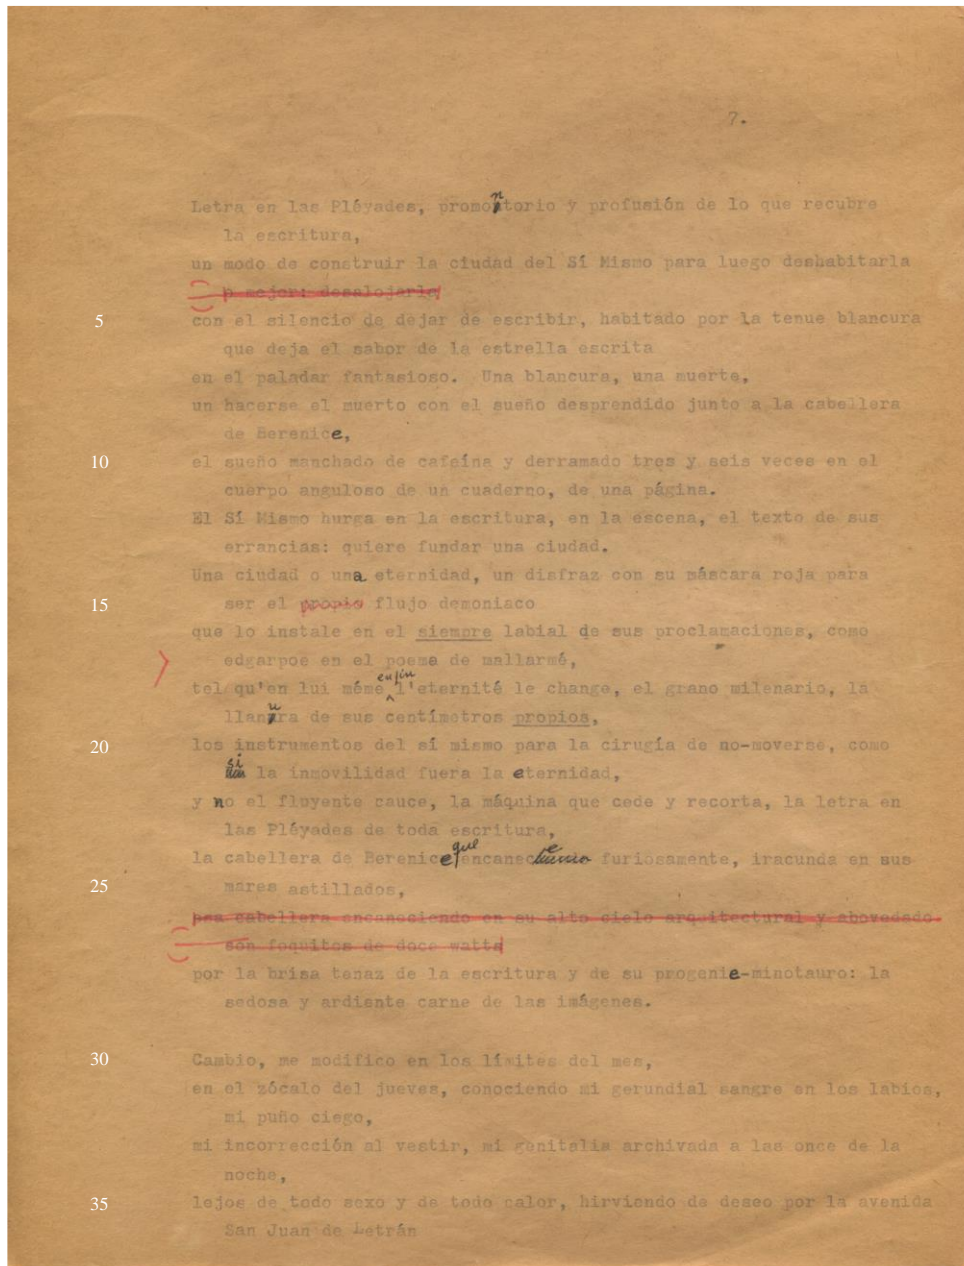 7.
Letra en las Pléyades, promontorio y profusión de lo que recubre
la escritura,
un modo de construir la ciudad del Sí Mismo para luego deshabitarla
o mejor: desalojarla
5 con el silencio de dejar de escribir, habitado por la tenue blancura
que deja el sabor de la estrella escrita
en el paladar fantasioso. Una blancura, una muerte,
un hacerse el muerto con el sueño desprendido junto a la cabellera
de Berenice,
10 el sueño manchado de cafeína y derramado tres y seis veces en el
cuerpo anguloso de un cuaderno, de una página.
El Sí Mismo hurga en la escritura, en la escena, el texto de sus
errancias: quiere fundar una ciudad.
Una ciudad o una eternidad, un disfraz con su máscara roja para
15 ser el propio flujo demoniaco
que lo instale en el siempre labial de sus proclamaciones, como
edgarpoe en el poema de mallarmé,
tel qu'en lui méme enfin l'eternité le change, el grano milenario, la
llanura de sus centímetros propios,
20 los instrumentos del sí mismo para la cirugía de no-moverse, como
si la inmovilidad fuera la eternidad,
y no el fluyente cauce, la máquina que cede y recorta, la letra en
las Pléyades de toda escritura,
la cabellera de Berenice que encanece furiosamente, iracunda en sus
25 mares astillados,
esa cabellera encaneciendo en su alto cielo arquitectural y abovedado
son foquitos de doce watts
por la brisa tenaz de la escritura y de su progenie-minotauro: la
sedosa y ardiente carne de las imágenes.
30 Cambio, me modifico en los límites del mes,
en el zócalo del jueves, conociendo mi gerundial sangre en los labios,
mi puño ciego,
mi incorrección al vestir, mi genitalia archivada a las once de la
noche,
35 lejos de todo sexo y de todo calor, hirviendo de deseo por la avenida
San Juan de Letrán